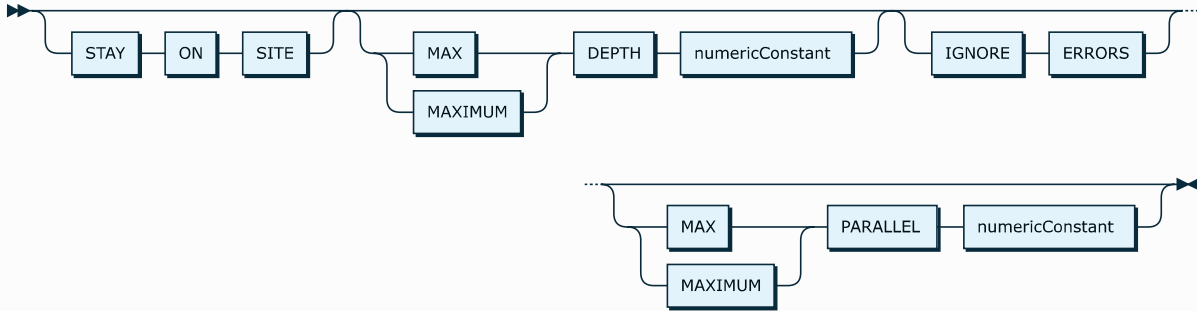 STAY ON SITE MAX DEPTH numericConstant IGNORE ERRORS
MAXIMUM
MAX PARALLEL numericConstant
MAXIMUM